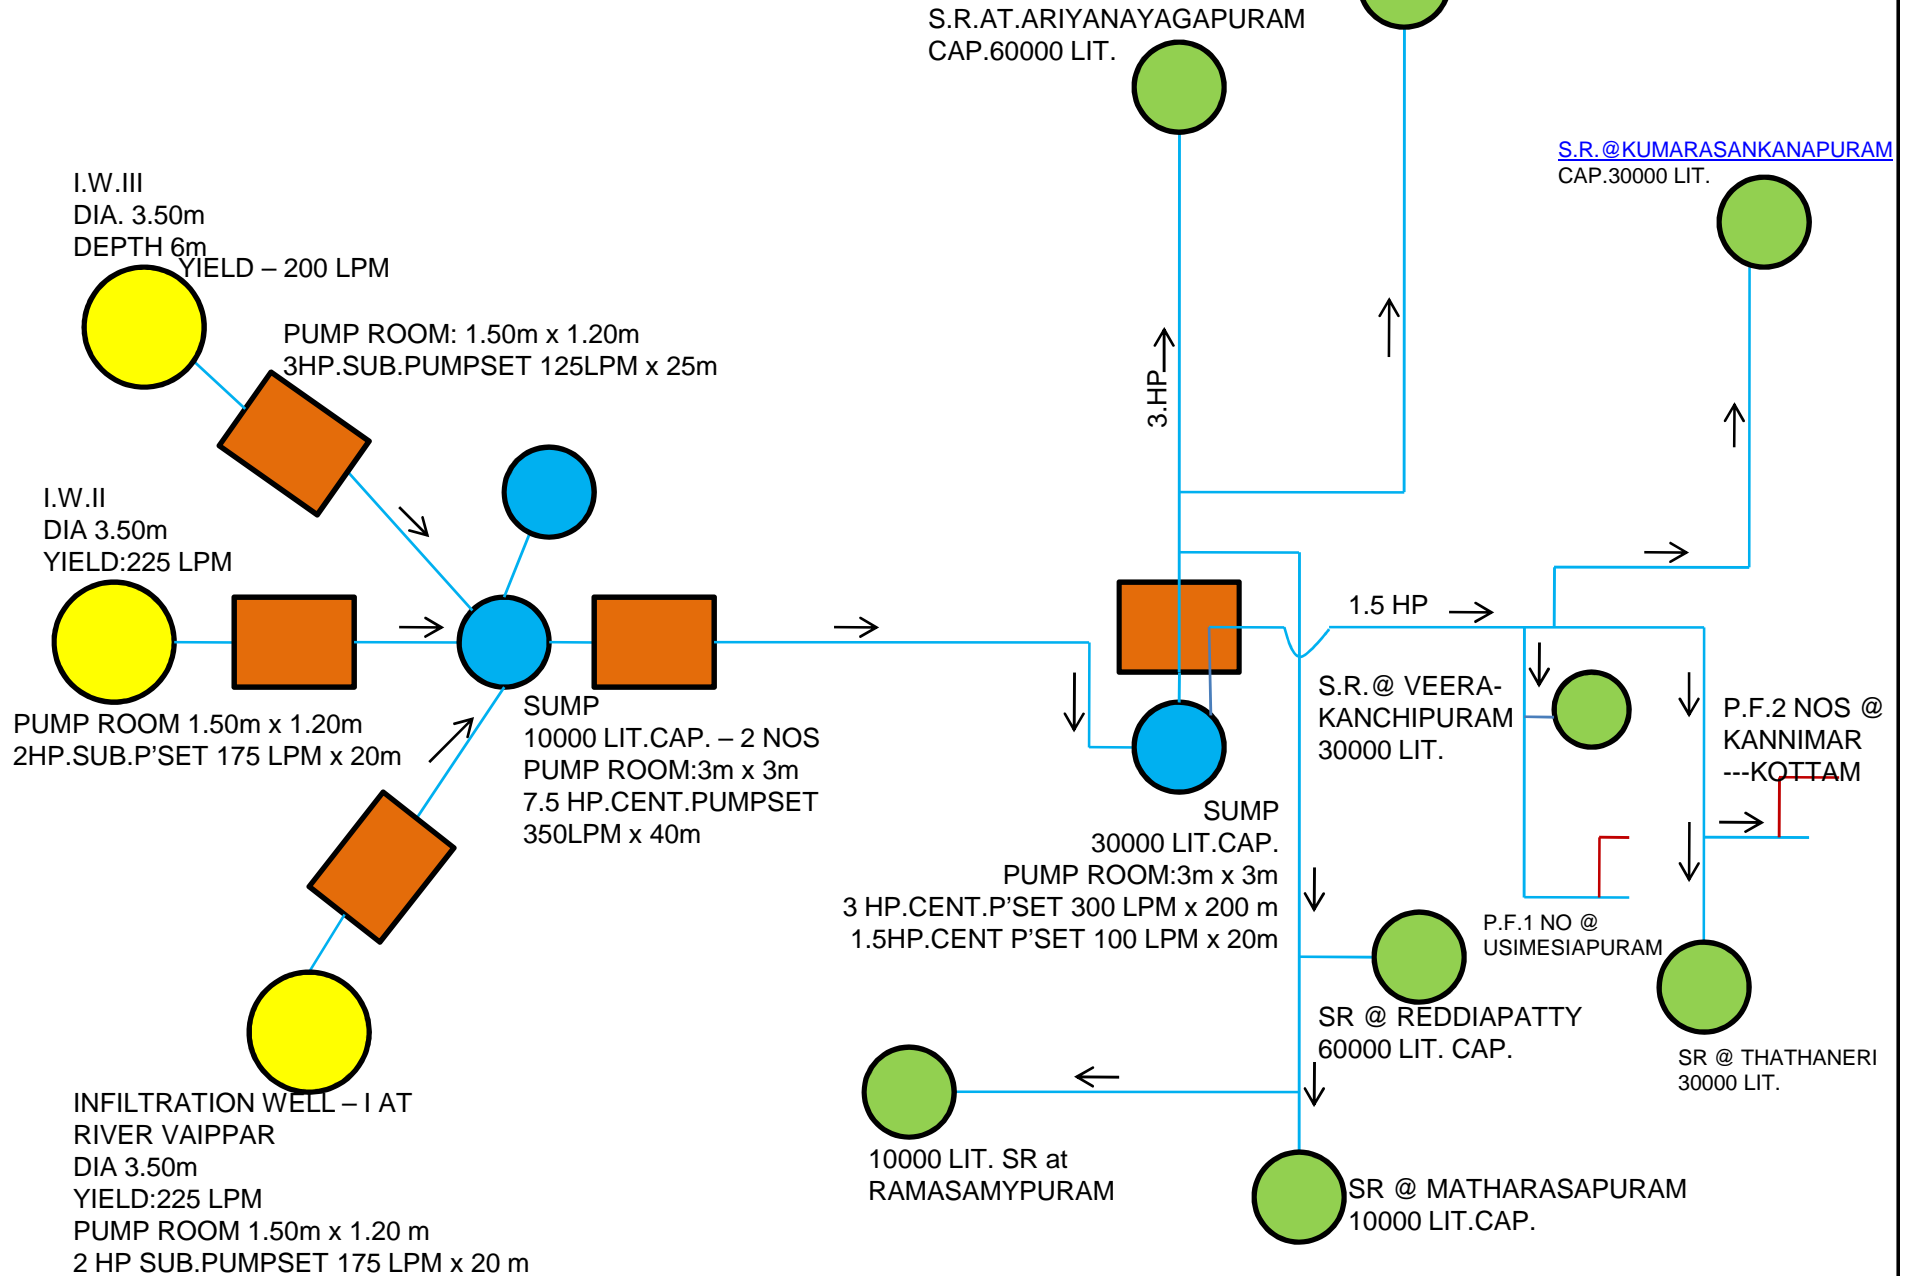 S.R.AT.ARIYANAYAGAPURAM
CAP.60000 LIT.
S.R.@KUMARASANKANAPURAM
CAP.30000 LIT.
I.W.III
DIA. 3.50m
DEPTH 6m
YIELD – 200 LPM
PUMP ROOM: 1.50m x 1.20m
3HP.SUB.PUMPSET 125LPM x 25m
3.HP
I.W.II
DIA 3.50m
YIELD:225 LPM
PUMP ROOM 1.50m x 1.20m
2HP.SUB.P’SET 175 LPM x 20m
SUMP
10000 LIT.CAP. – 2 NOS
PUMP ROOM:3m x 3m
7.5 HP.CENT.PUMPSET
350LPM x 40m
1.5 HP
S.R.@ VEERA-
KANCHIPURAM
30000 LIT.
P.F.2 NOS @
KANNIMAR
---KOTTAM
SUMP
30000 LIT.CAP.
PUMP ROOM:3m x 3m
3 HP.CENT.P’SET 300 LPM x 200 m
1.5HP.CENT P’SET 100 LPM x 20m
P.F.1 NO @
USIMESIAPURAM
SR @ REDDIAPATTY
60000 LIT. CAP.
SR @ THATHANERI
30000 LIT.
INFILTRATION WELL – I AT
RIVER VAIPPAR
DIA 3.50m
YIELD:225 LPM
PUMP ROOM 1.50m x 1.20 m
2 HP SUB.PUMPSET 175 LPM x 20 m
10000 LIT. SR at
RAMASAMYPURAM
SR @ MATHARASAPURAM
10000 LIT.CAP.